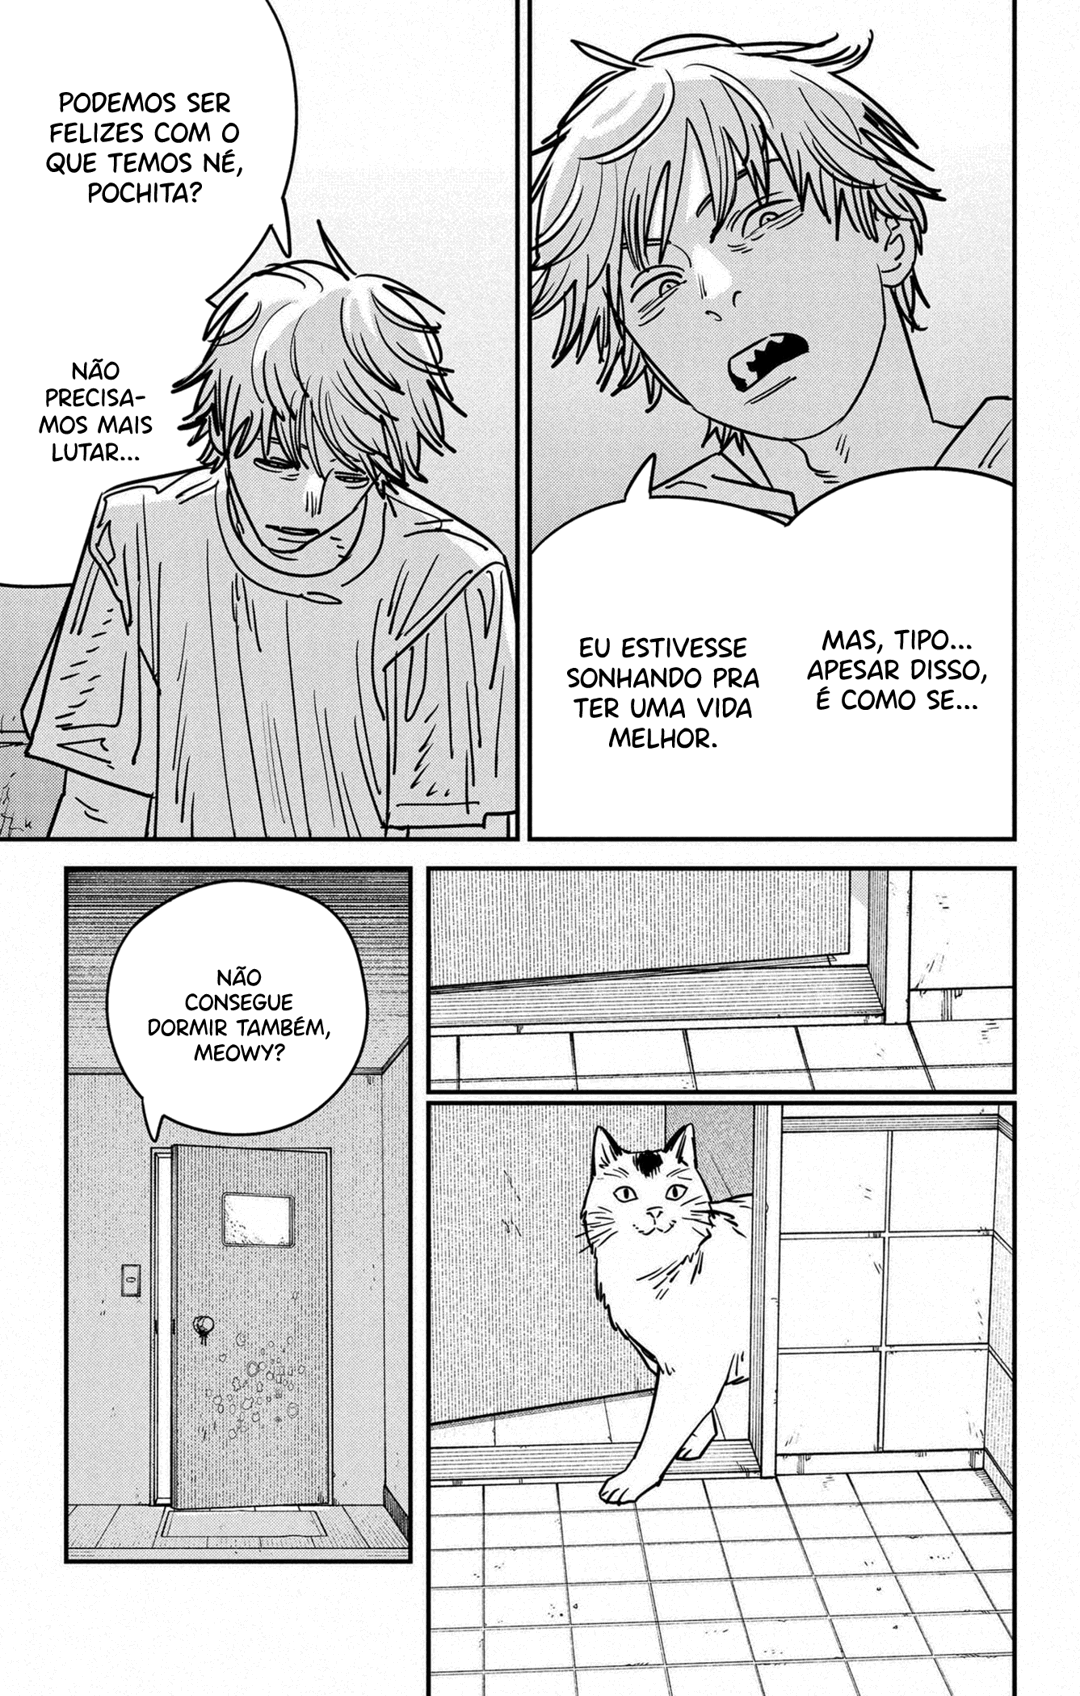 MAS, TIPO...
APESAR DISSO,
É COMO SE...
EU ESTIVESSE
SONHANDO PRA
TER UMA VIDA
MELHOR.
PODEMOS SER
FELIZES COM O
QUE TEMOS NÉ,
POCHITA?
NÃO
PRECISA-
MOS MAIS
LUTAR...
NÃO
CONSEGUE
DORMIR TAMBÉM,
MEOWY?